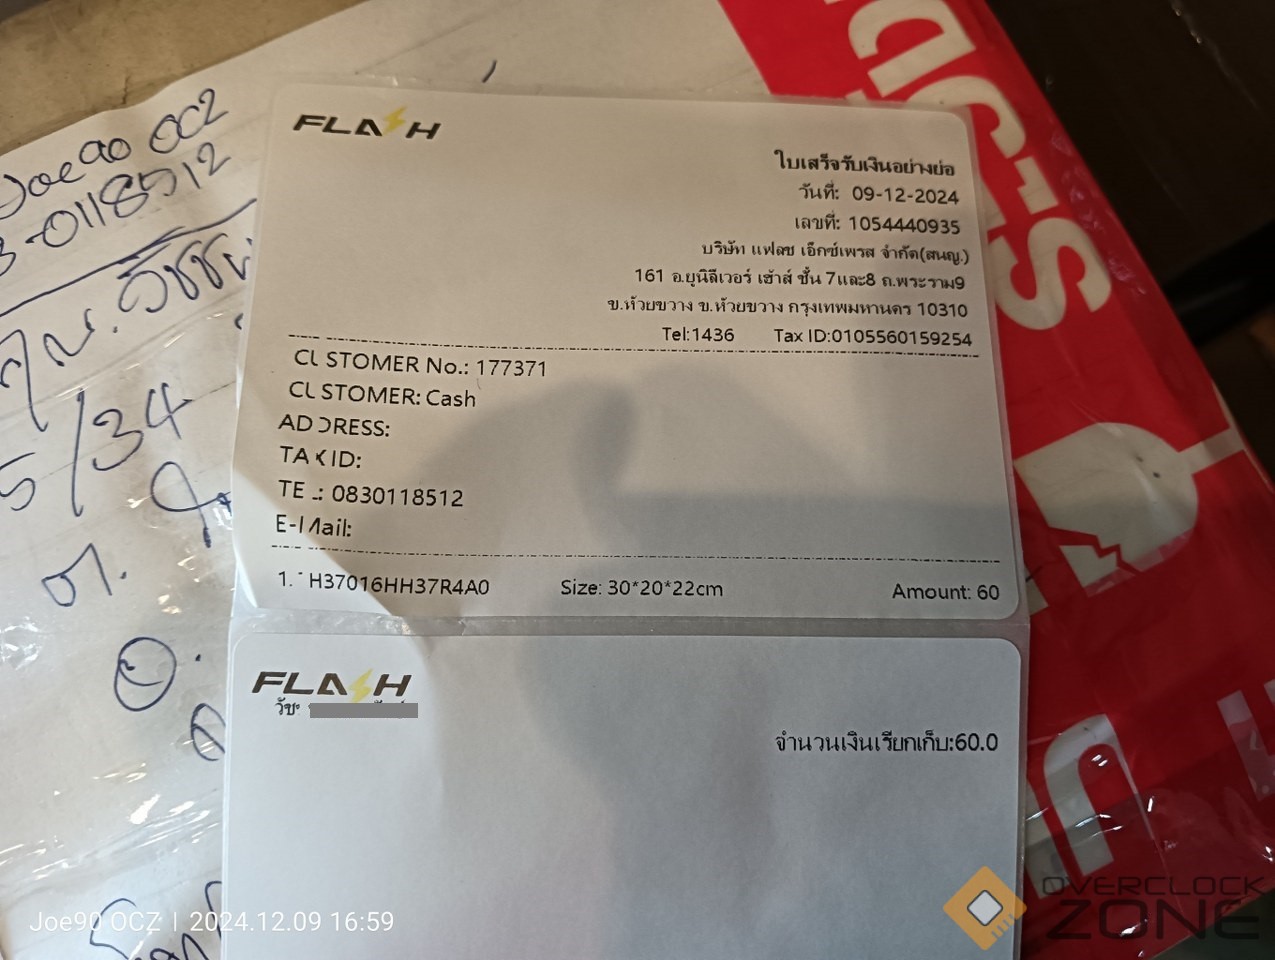 Joe90 OCZ
-0118512
5/34
FLASH
ใบเสร็จรับเงินอย่างย่อ
วันที่: 09-12-2024
เลขที่: 1054440935
บริษัท แฟลช เอ็กซ์เพรส จำกัด(สนญ.)
161 อ.ยูนิลีเวอร์ เฮ้าส์ ชั้น 7และ8 ถ.พระราม9
ข.ห้วยขวาง ข.ห้วยขวาง กรุงเทพมหานคร 10310
Tel:1436 Tax ID:0105560159254
CUSTOMER No.: 177371
CUSTOMER: Cash
ADDRESS:
TAX ID:
TEL: 0830118512
E-Mail:
1. TH37016HH37R4A0 Size: 30*20*22cm Amount: 60
FLASH
จำนวนเงินเรียกเก็บ:60.0
Joe90 OCZ | 2024.12.09 16:59
OVERCLOCK
ZONE